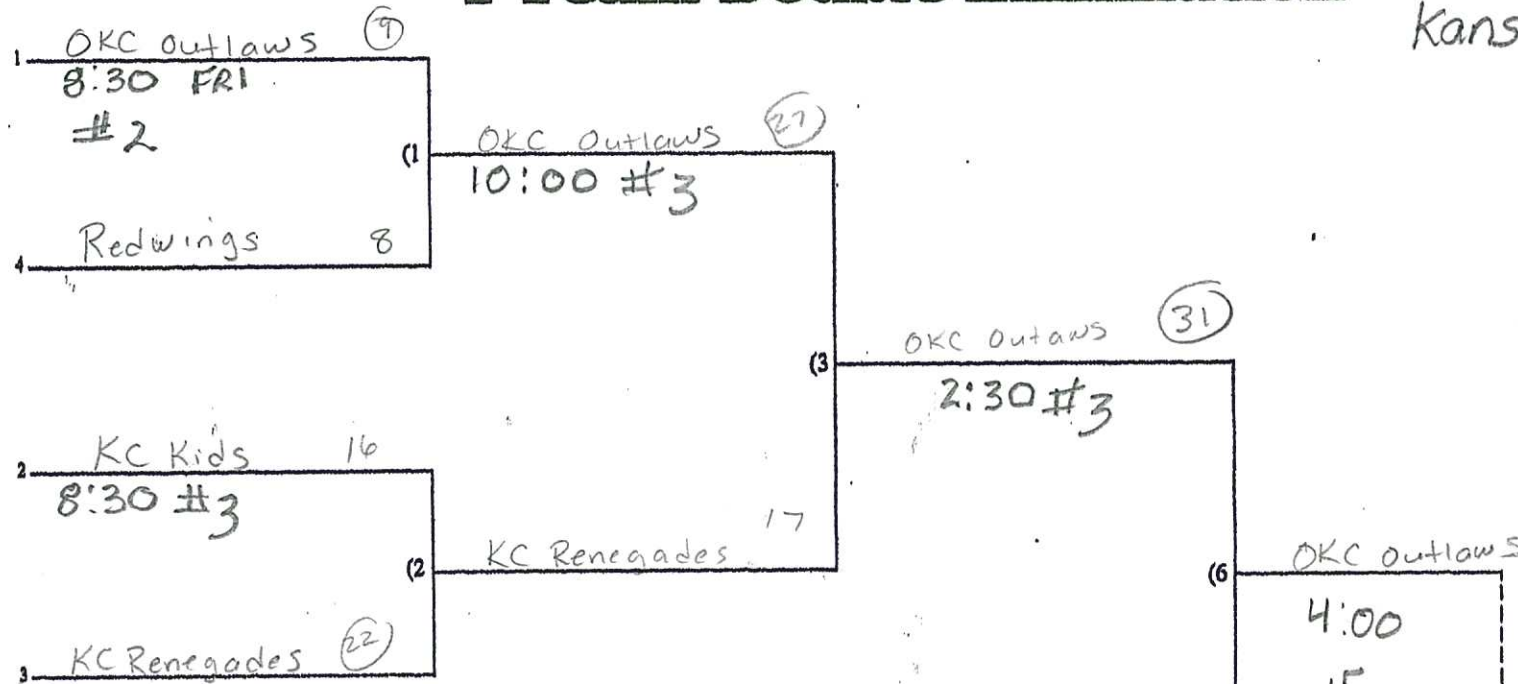 Kans
1 OKC Outlaws 9
8:30 FRI
#2
(1 OKC Outlaws 27
10:00 #3
4 Redwings 8
(3 OKC Outaws 31
2:30 #3
2 KC Kids 16
8:30 #3
17
(2 KC Renegades
(6 OKC Outlaws
4:00
3 KC Renegades 22